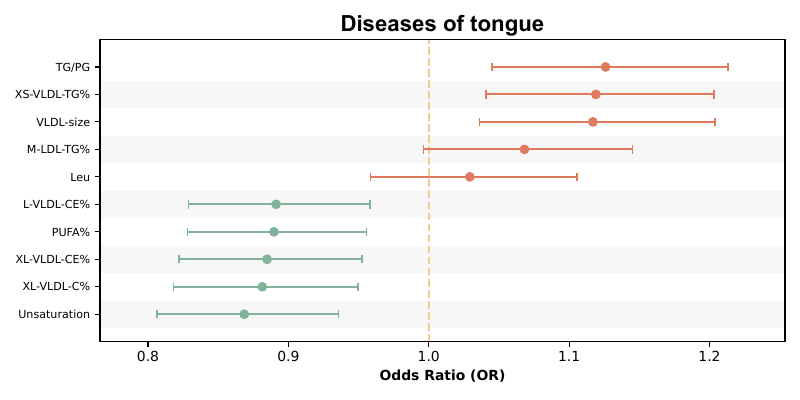 Diseases of tongue
TG/PG
XS-VLDL-TG%
VLDL-size
M-LDL-TG%
Leu
L-VLDL-CE%
PUFA%
XL-VLDL-CE%
XL-VLDL-C%
Unsaturation
0.8 0.9 1.0 1.1 1.2
Odds Ratio (OR)